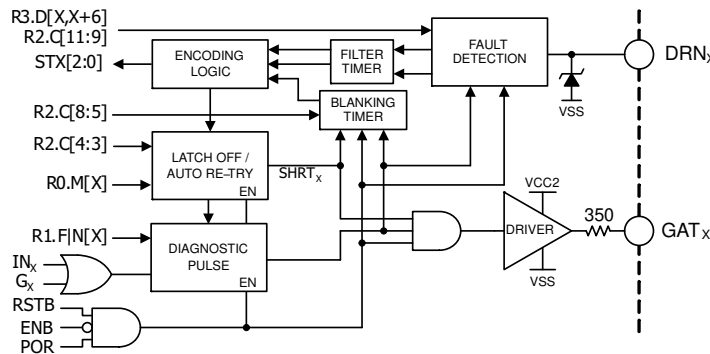 R3.D[X,X+6]
R2.C[11:9]
STX[2:0]
ENCODING
LOGIC
FILTER
TIMER
FAULT
DETECTION
DRNx
VSS
R2.C[8:5]
BLANKING
TIMER
R2.C[4:3]
R0.M[X]
LATCH OFF /
AUTO RE-TRY
EN
SHRTX
R1.F|N[X]
DIAGNOSTIC
PULSE
EN
INX
GX
RSTB
ENB
POR
VCC2
DRIVER
VSS
350
GATX